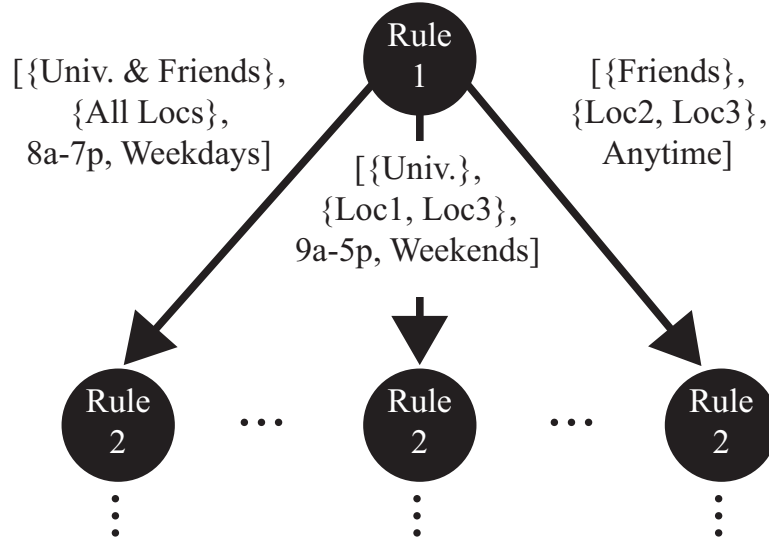 Rule
1
[{Univ. & Friends},
{All Locs},
8a-7p, Weekdays]
[{Univ.},
{Loc1, Loc3},
9a-5p, Weekends]
[{Friends},
{Loc2, Loc3},
Anytime]
Rule
2
...
Rule
2
...
Rule
2